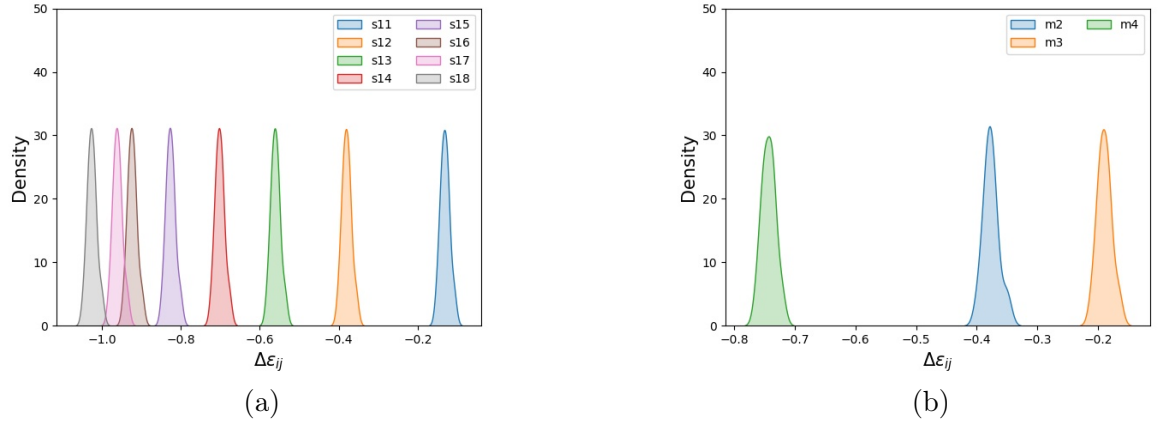 50
40
30
20
10
0
Density
s11 s15
s12 s16
s13 s17
s14 s18
−1.0 −0.8 −0.6 −0.4 −0.2
Δε_ij
(a)
50
40
30
20
10
0
Density
m2 m4
m3
−0.8 −0.7 −0.6 −0.5 −0.4 −0.3 −0.2
Δε_ij
(b)